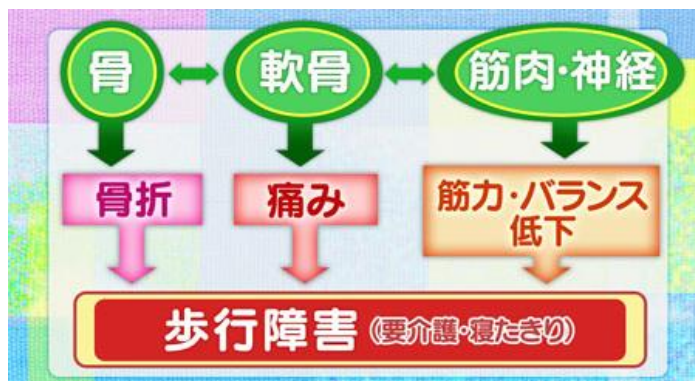 骨
軟骨
筋肉・神経
骨折
痛み
筋力・バランス
低下
歩行障害(要介護・寝たきり)